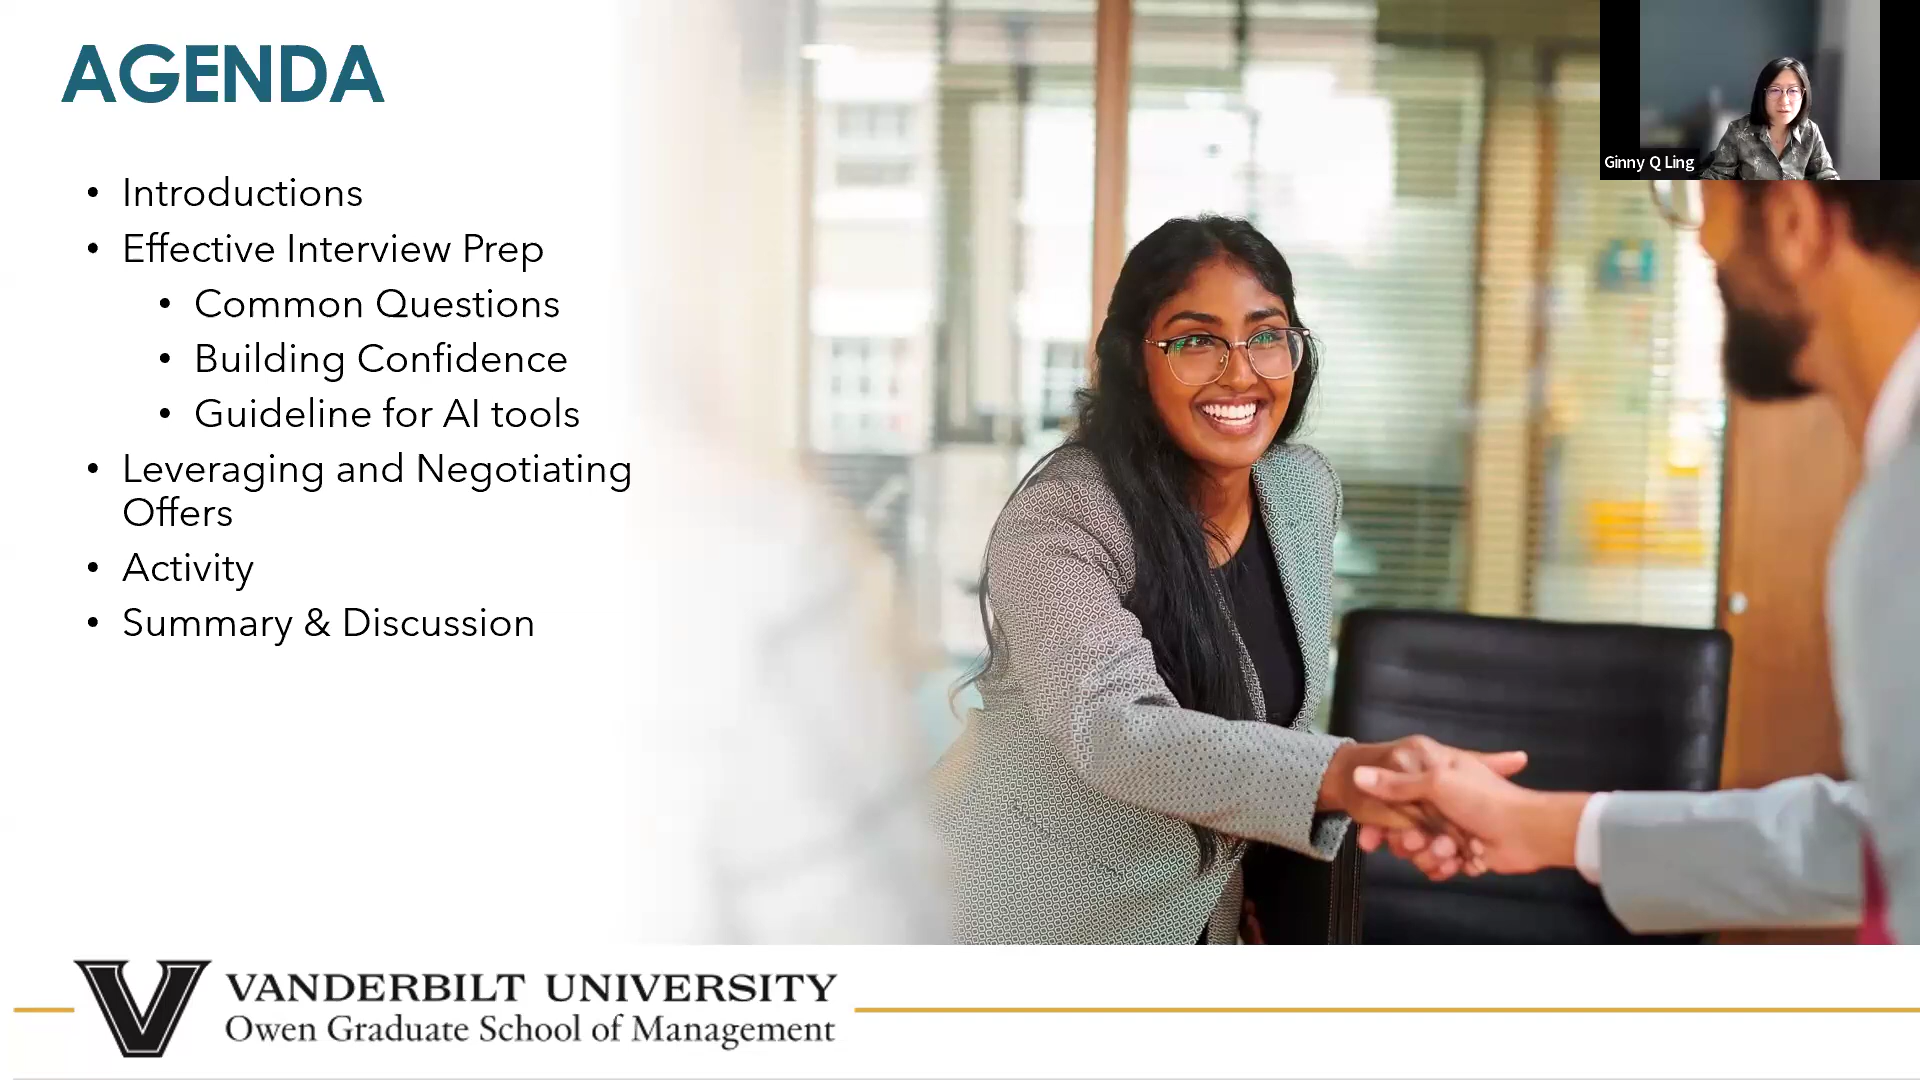 AGENDA
Ginny Q Ling
• Introductions
• Effective Interview Prep
• Common Questions
• Building Confidence
• Guideline for AI tools
• Leveraging and Negotiating
Offers
• Activity
• Summary & Discussion
V VANDERBILT UNIVERSITY
Owen Graduate School of Management